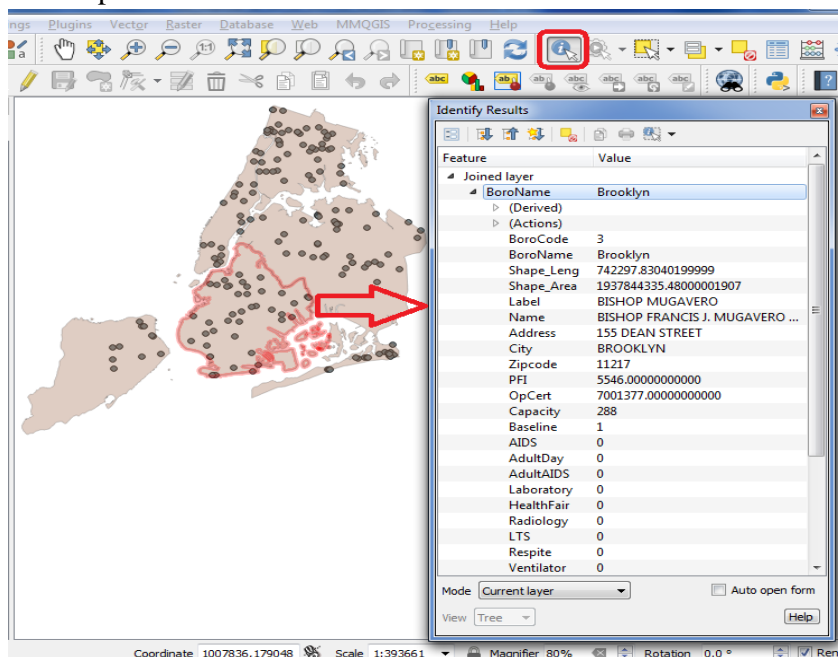 ngs Plugins Vector Raster Database Web MMQGIS Processing Help
Identify Results
Feature Value
Joined layer
BoroName Brooklyn
(Derived)
(Actions)
BoroCode 3
BoroName Brooklyn
Shape_Leng 742297.83040199999
Shape_Area 1937844335.48000001907
Label BISHOP MUGAVERO
Name BISHOP FRANCIS J. MUGAVERO ...
Address 155 DEAN STREET
City BROOKLYN
Zipcode 11217
PFI 5546.00000000000
OpCert 7001377.00000000000
Capacity 288
Baseline 1
AIDS 0
AdultDay 0
AdultAIDS 0
Laboratory 0
HealthFair 0
Radiology 0
LTS 0
Respite 0
Ventilator 0
Mode Current layer Auto open form
View Tree Help
Coordinate 1007836,179048 Scale 1:393661 Magnifier 80% Rotation 0.0 ° Ren